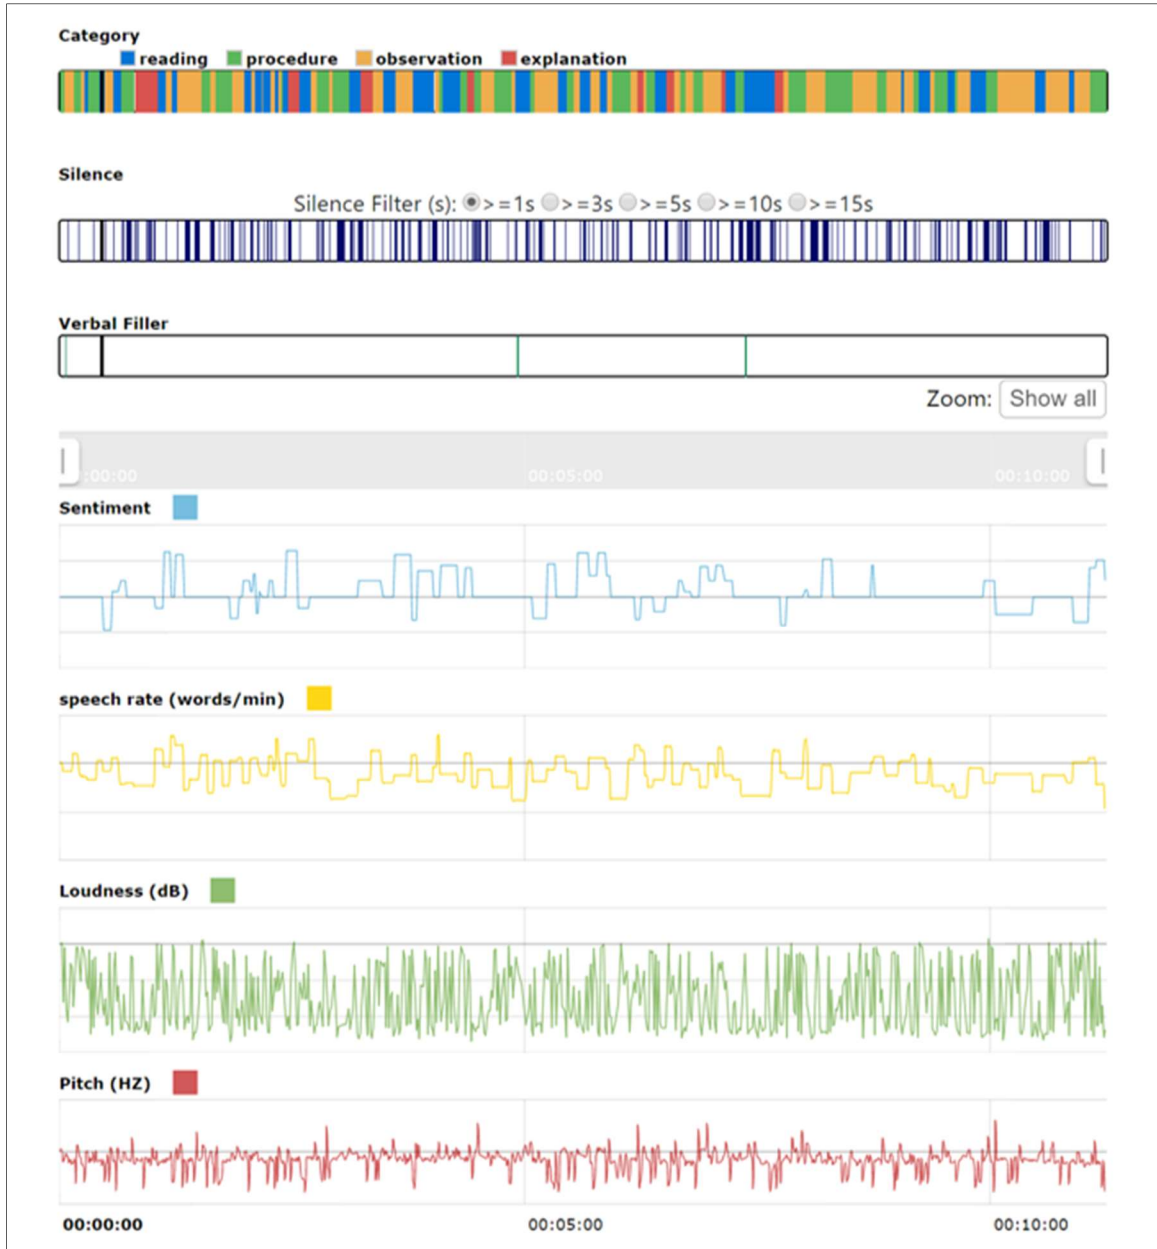 Category
reading procedure observation explanation
Silence
Silence Filter (s): >=1s >=3s >=5s >=10s >=15s
Verbal Filler
Zoom: Show all
:00:00 00:05:00 00:10:00
Sentiment
speech rate (words/min)
Loudness (dB)
Pitch (HZ)
00:00:00 00:05:00 00:10:00